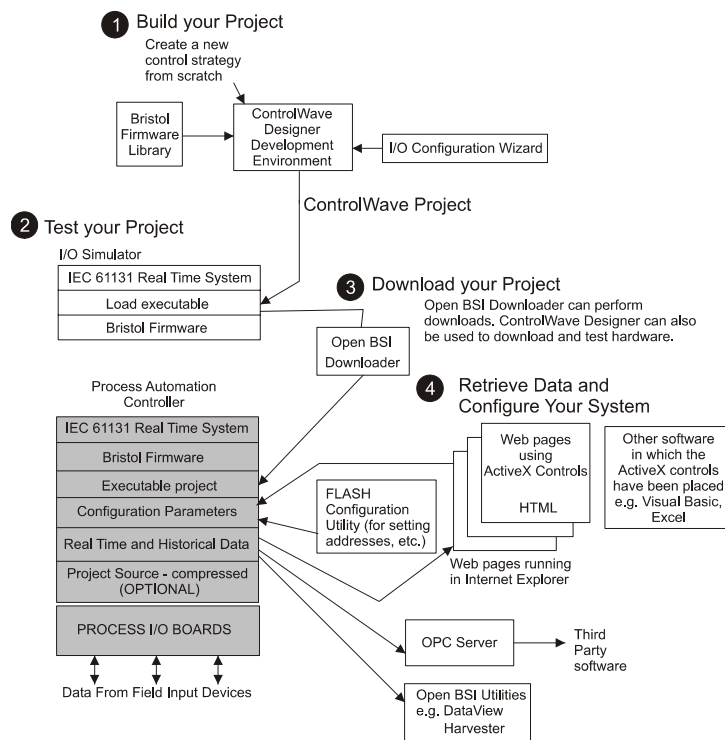 1 Build your Project
Create a new
control strategy
from scratch
Bristol
Firmware
Library
ControlWave
Designer
Development
Environment
I/O Configuration Wizard
ControlWave Project
2 Test your Project
I/O Simulator
IEC 61131 Real Time System
Load executable
Bristol Firmware
3 Download your Project
Open BSI Downloader can perform
downloads. ControlWave Designer can also
be used to download and test hardware.
Open BSI
Downloader
4 Retrieve Data and
Configure Your System
Process Automation
Controller
IEC 61131 Real Time System
Bristol Firmware
Executable project
Configuration Parameters
Real Time and Historical Data
Project Source - compressed
(OPTIONAL)
PROCESS I/O BOARDS
Data From Field Input Devices
FLASH
Configuration
Utility (for setting
addresses, etc.)
Web pages
using
ActiveX Controls
HTML
Web pages running
in Internet Explorer
Other software
in which the
ActiveX controls
have been placed
e.g. Visual Basic,
Excel
OPC Server
Third
Party
software
Open BSI Utilities
e.g. DataView
Harvester